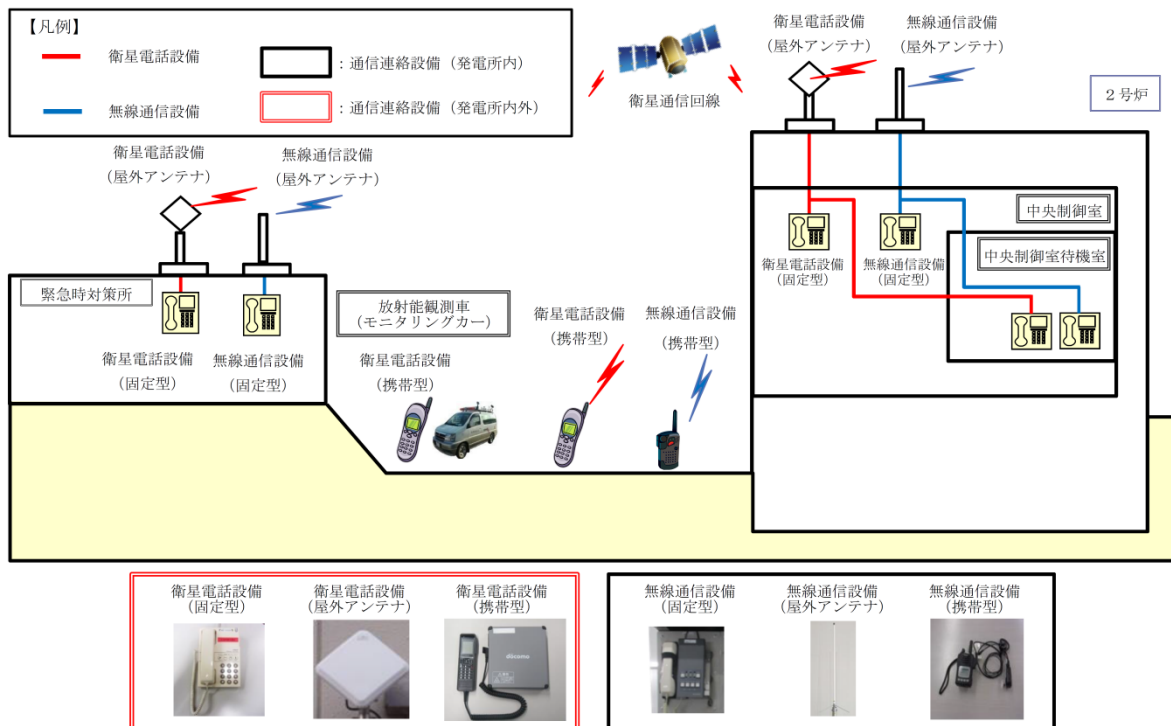 【凡例】
衛星電話設備
：通信連絡設備（発電所内）
無線通信設備
：通信連絡設備（発電所内外）
衛星通信回線
衛星電話設備
（屋外アンテナ）
無線通信設備
（屋外アンテナ）
２号炉
衛星電話設備
（屋外アンテナ）
無線通信設備
（屋外アンテナ）
中央制御室
衛星電話設備
（固定型）
無線通信設備
（固定型）
中央制御室待機室
緊急時対策所
衛星電話設備
（固定型）
無線通信設備
（固定型）
放射能観測車
（モニタリングカー）
衛星電話設備
（携帯型）
衛星電話設備
（携帯型）
無線通信設備
（携帯型）
衛星電話設備
（固定型）
衛星電話設備
（屋外アンテナ）
衛星電話設備
（携帯型）
döcomo
無線通信設備
（固定型）
無線通信設備
（屋外アンテナ）
無線通信設備
（携帯型）